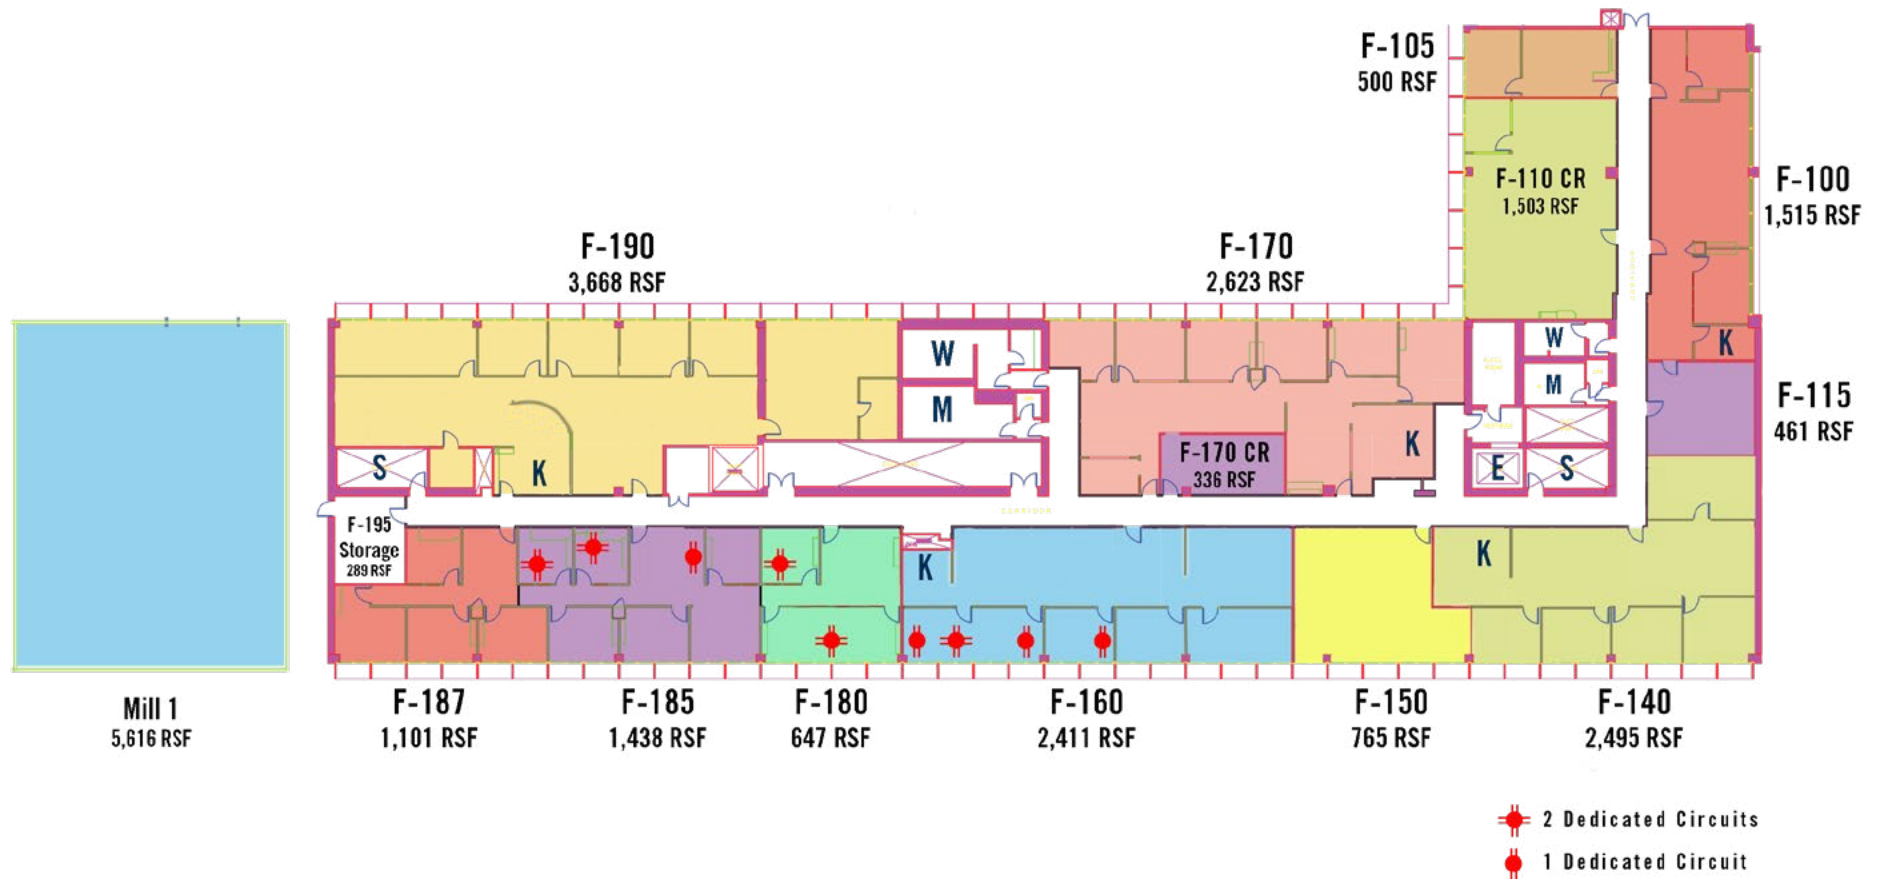 F-105
500 RSF
F-110 CR
1,503 RSF
F-100
1,515 RSF
F-190
3,668 RSF
F-170
2,623 RSF
W
M
W
M
K
F-115
461 RSF
S
K
F-170 CR
336 RSF
K
E
S
CORRIDOR
CORRIDOR
F-195
Storage
289 RSF
K
K
Mill 1
5,616 RSF
F-187
1,101 RSF
F-185
1,438 RSF
F-180
647 RSF
F-160
2,411 RSF
F-150
765 RSF
F-140
2,495 RSF
2 Dedicated Circuits
1 Dedicated Circuit